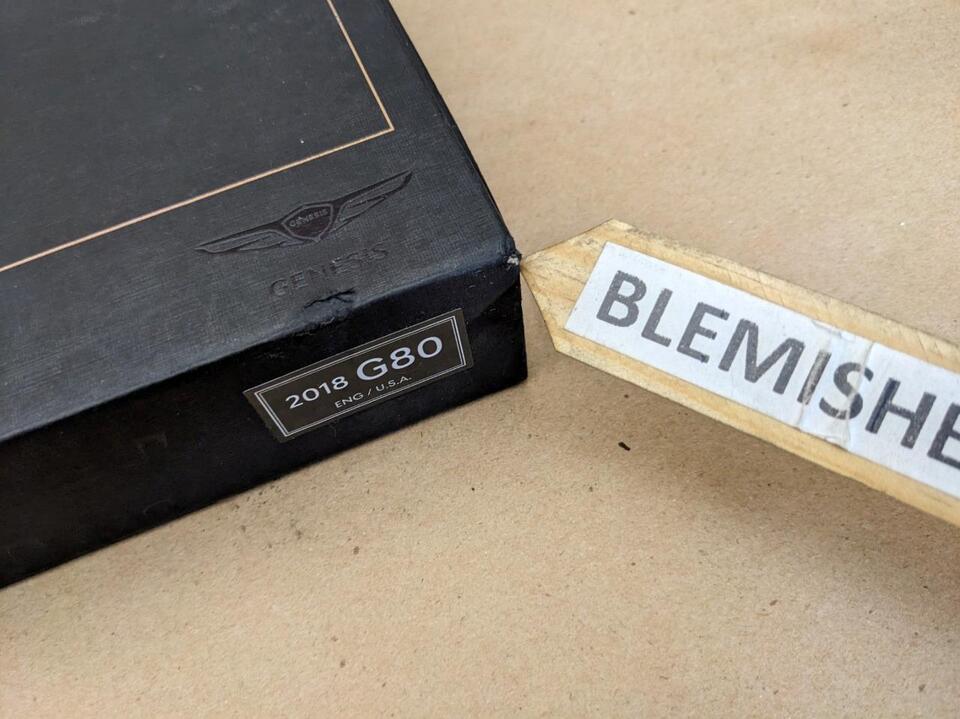 GENESIS
GENESIS
2018 G80
ENG / U.S.A.
BLEMISHE